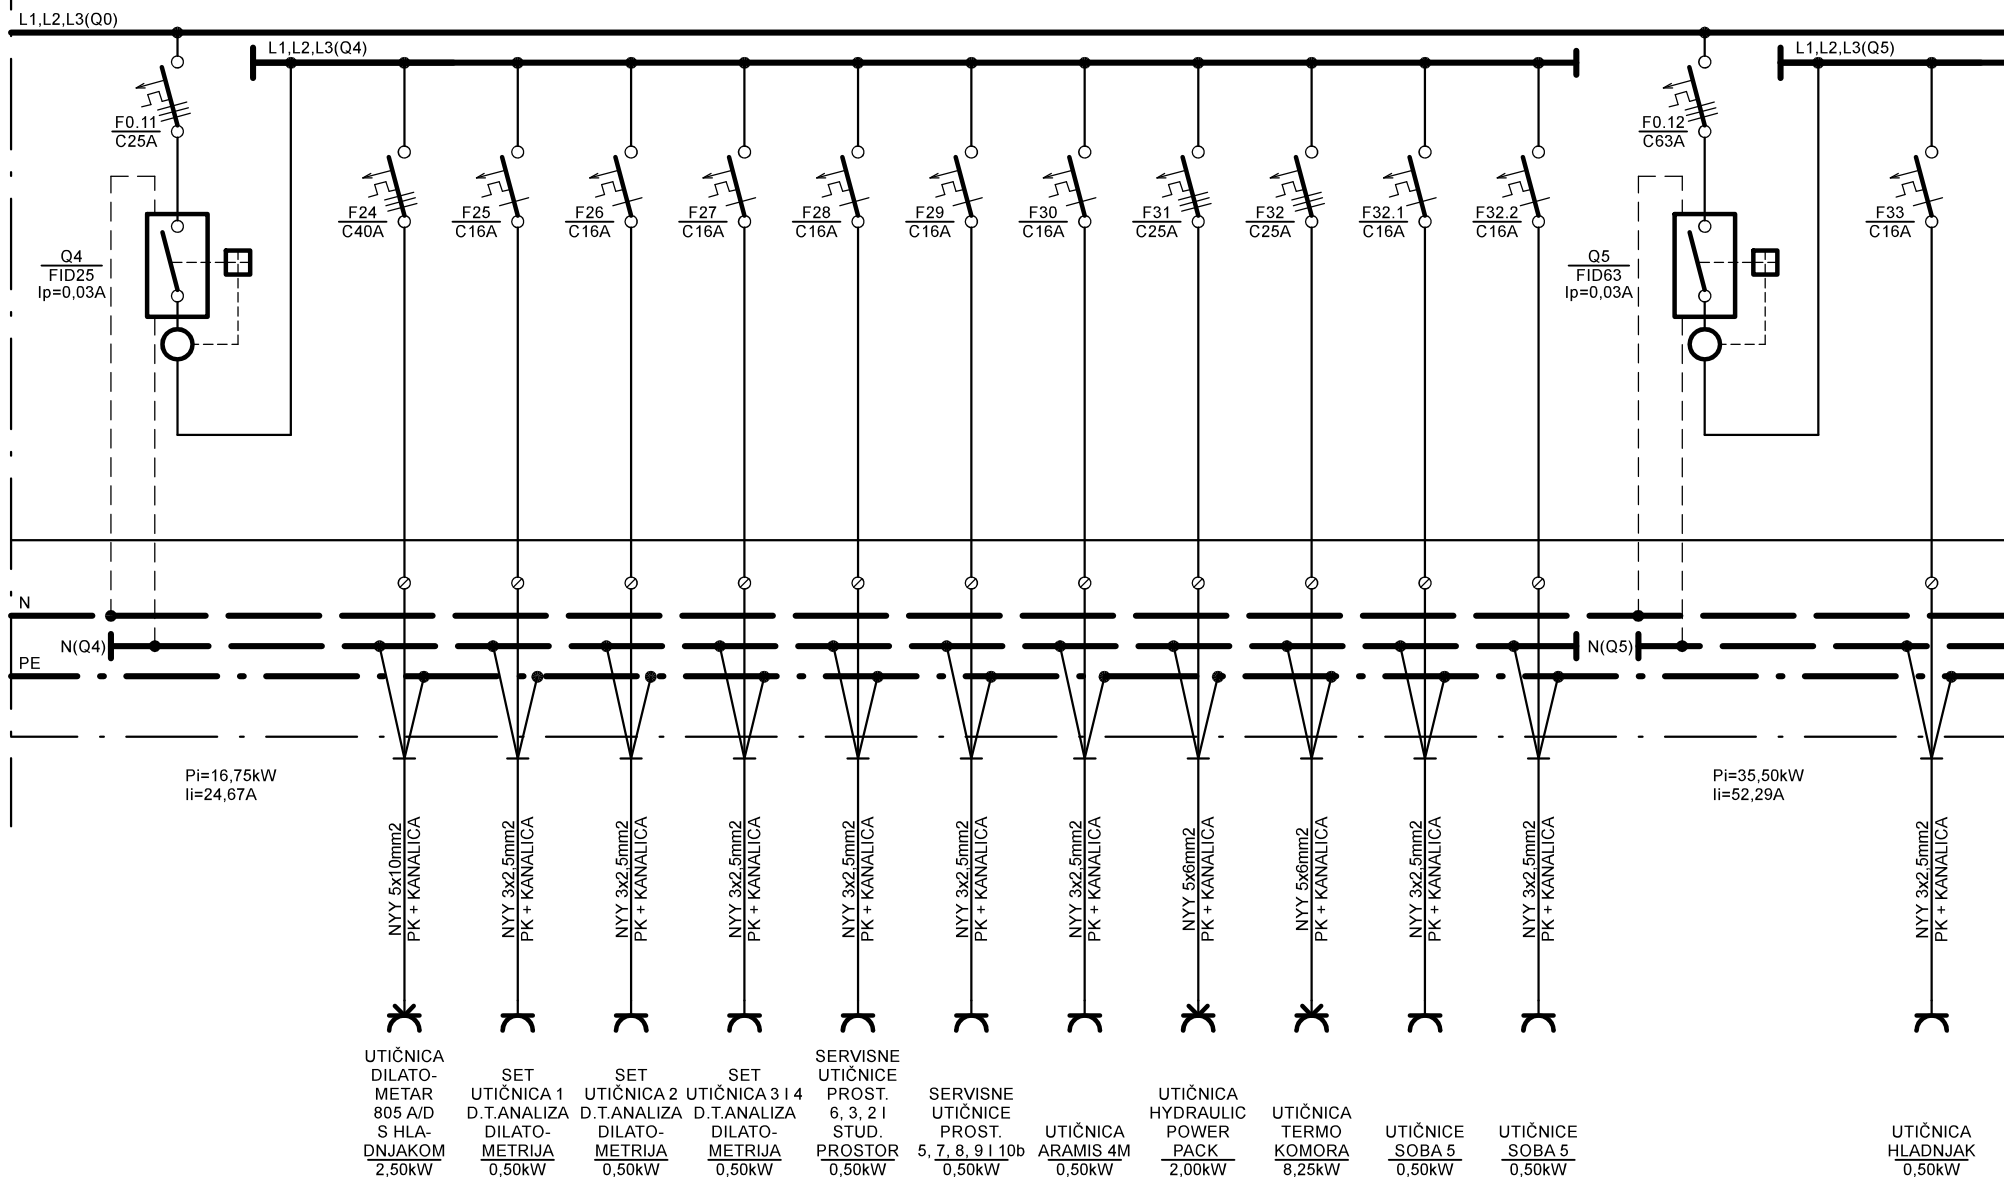 L1,L2,L3(Q0)
L1,L2,L3(Q4)
L1,L2,L3(Q5)
F0.11
C25A
F0.12
C63A
F24
C40A
F25
C16A
F26
C16A
F27
C16A
F28
C16A
F29
C16A
F30
C16A
F31
C25A
F32
C25A
F32.1
C16A
F32.2
C16A
F33
C16A
Q4
FID25
Ip=0,03A
Q5
FID63
Ip=0,03A
N
N(Q4)
N(Q5)
PE
Pi=16,75kW
Ii=24,67A
Pi=35,50kW
Ii=52,29A
NYY 5x10mm2
PK + KANALICA
NYY 3x2,5mm2
PK + KANALICA
NYY 3x2,5mm2
PK + KANALICA
NYY 3x2,5mm2
PK + KANALICA
NYY 3x2,5mm2
PK + KANALICA
NYY 3x2,5mm2
PK + KANALICA
NYY 3x2,5mm2
PK + KANALICA
NYY 5x6mm2
PK + KANALICA
NYY 5x6mm2
PK + KANALICA
NYY 3x2,5mm2
PK + KANALICA
NYY 3x2,5mm2
PK + KANALICA
NYY 3x2,5mm2
PK + KANALICA
UTIČNICA
DILATO-
METAR
805 A/D
S HLA-
DNJAKOM
2,50kW
SET
UTIČNICA 1
D.T.ANALIZA
DILATO-
METRIJA
0,50kW
SET
UTIČNICA 2
D.T.ANALIZA
DILATO-
METRIJA
0,50kW
SET
UTIČNICA 3 I 4
D.T.ANALIZA
DILATO-
METRIJA
0,50kW
SERVISNE
UTIČNICE
PROST.
6, 3, 2 I
STUD.
PROSTOR
0,50kW
SERVISNE
UTIČNICE
PROST.
5, 7, 8, 9 I 10b
0,50kW
UTIČNICA
ARAMIS 4M
0,50kW
UTIČNICA
HYDRAULIC
POWER
PACK
2,00kW
UTIČNICA
TERMO
KOMORA
8,25kW
UTIČNICE
SOBA 5
0,50kW
UTIČNICE
SOBA 5
0,50kW
UTIČNICA
HLADNJAK
0,50kW